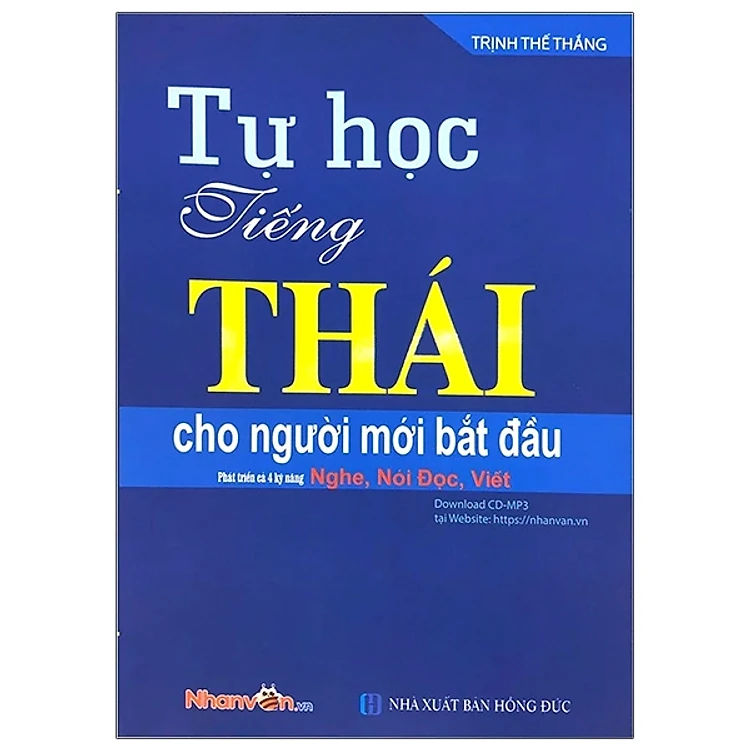 TRỊNH THẾ THẮNG
Tự học
Tiếng
THÁI
cho người mới bắt đầu
Phát triển cả 4 kỹ năng Nghe, Nói Đọc, Viết
Download CD-MP3
tại Website: https://nhanvan.vn
Nhanvan.vn
NHÀ XUẤT BẢN HỒNG ĐỨC